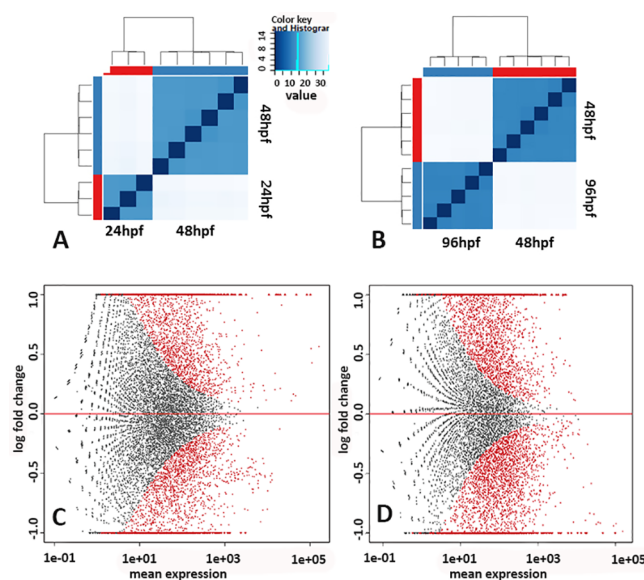 Color key
and Histogram
0 4 8 14
0 10 20 30
value
48hpf
24hpf
A
24hpf 48hpf
48hpf
96hpf
B
96hpf 48hpf
1.0
0.5
0.0
-0.5
-1.0
log fold change
C
1e-01 1e+01 1e+03 1e+05
mean expression
1.0
0.5
0.0
-0.5
-1.0
log fold change
D
1e-01 1e+01 1e+03 1e+05
mean expression